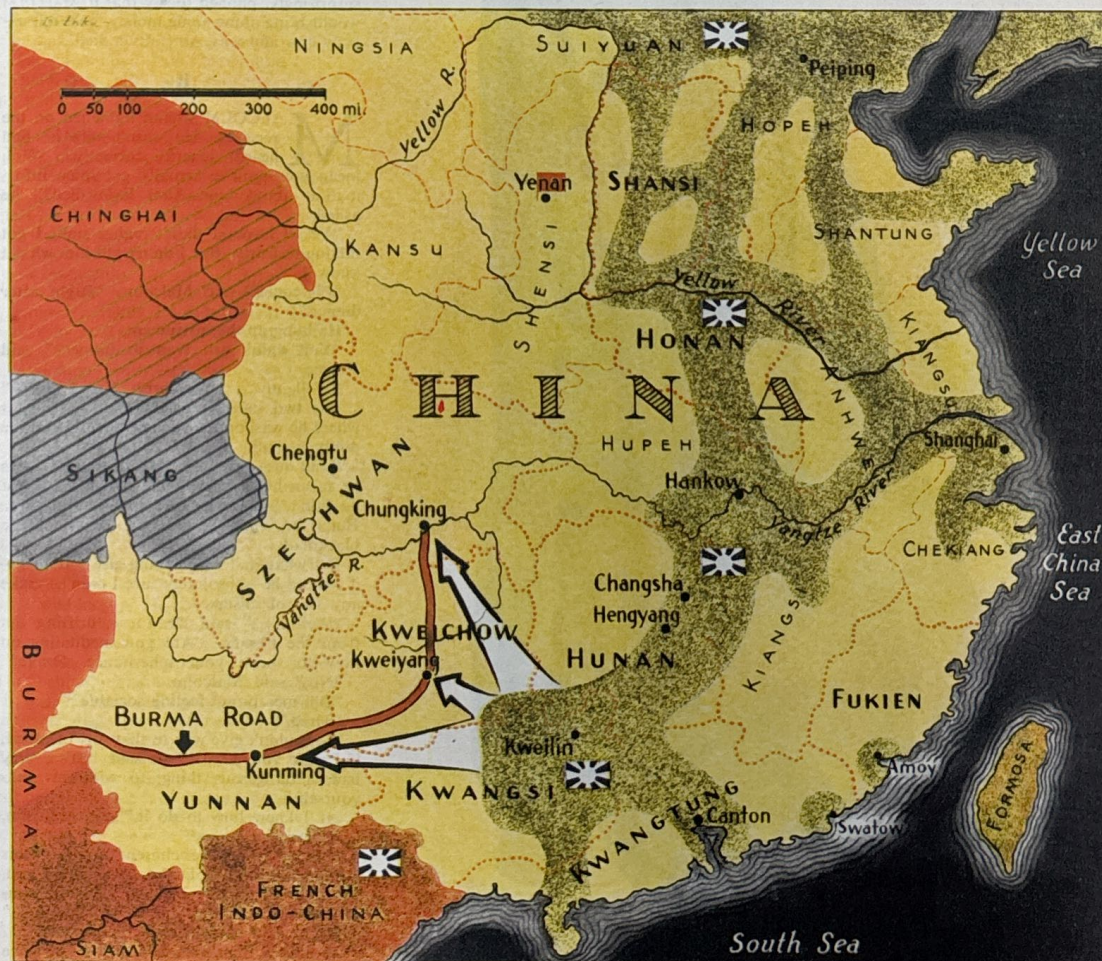 NINGSIA
SUIYUAN
Peiping
0 50 100 200 300 400 mi.
Yellow R.
HOPEH
Yenan
SHANSI
CHINGHAI
KANSU
SHENSI
SHANTUNG
Yellow
Sea
Yellow River
HONAN
KIANGSU
ANHWEI
CHINA
HUPEH
Shanghai
Chengtu
SIKANG
SZECHWAN
Chungking
Hankow
Yangtze River
Yangtze R.
CHEKIANG
East
China
Sea
Changsha
Hengyang
KWEICHOW
Kweiyang
HUNAN
KIANGSI
FUKIEN
BURMA
BURMA ROAD
Kunming
Kweilin
YUNNAN
KWANGSI
KWANGTUNG
Canton
Amoy
Swatow
FORMOSA
FRENCH
INDO-CHINA
SIAM
South Sea